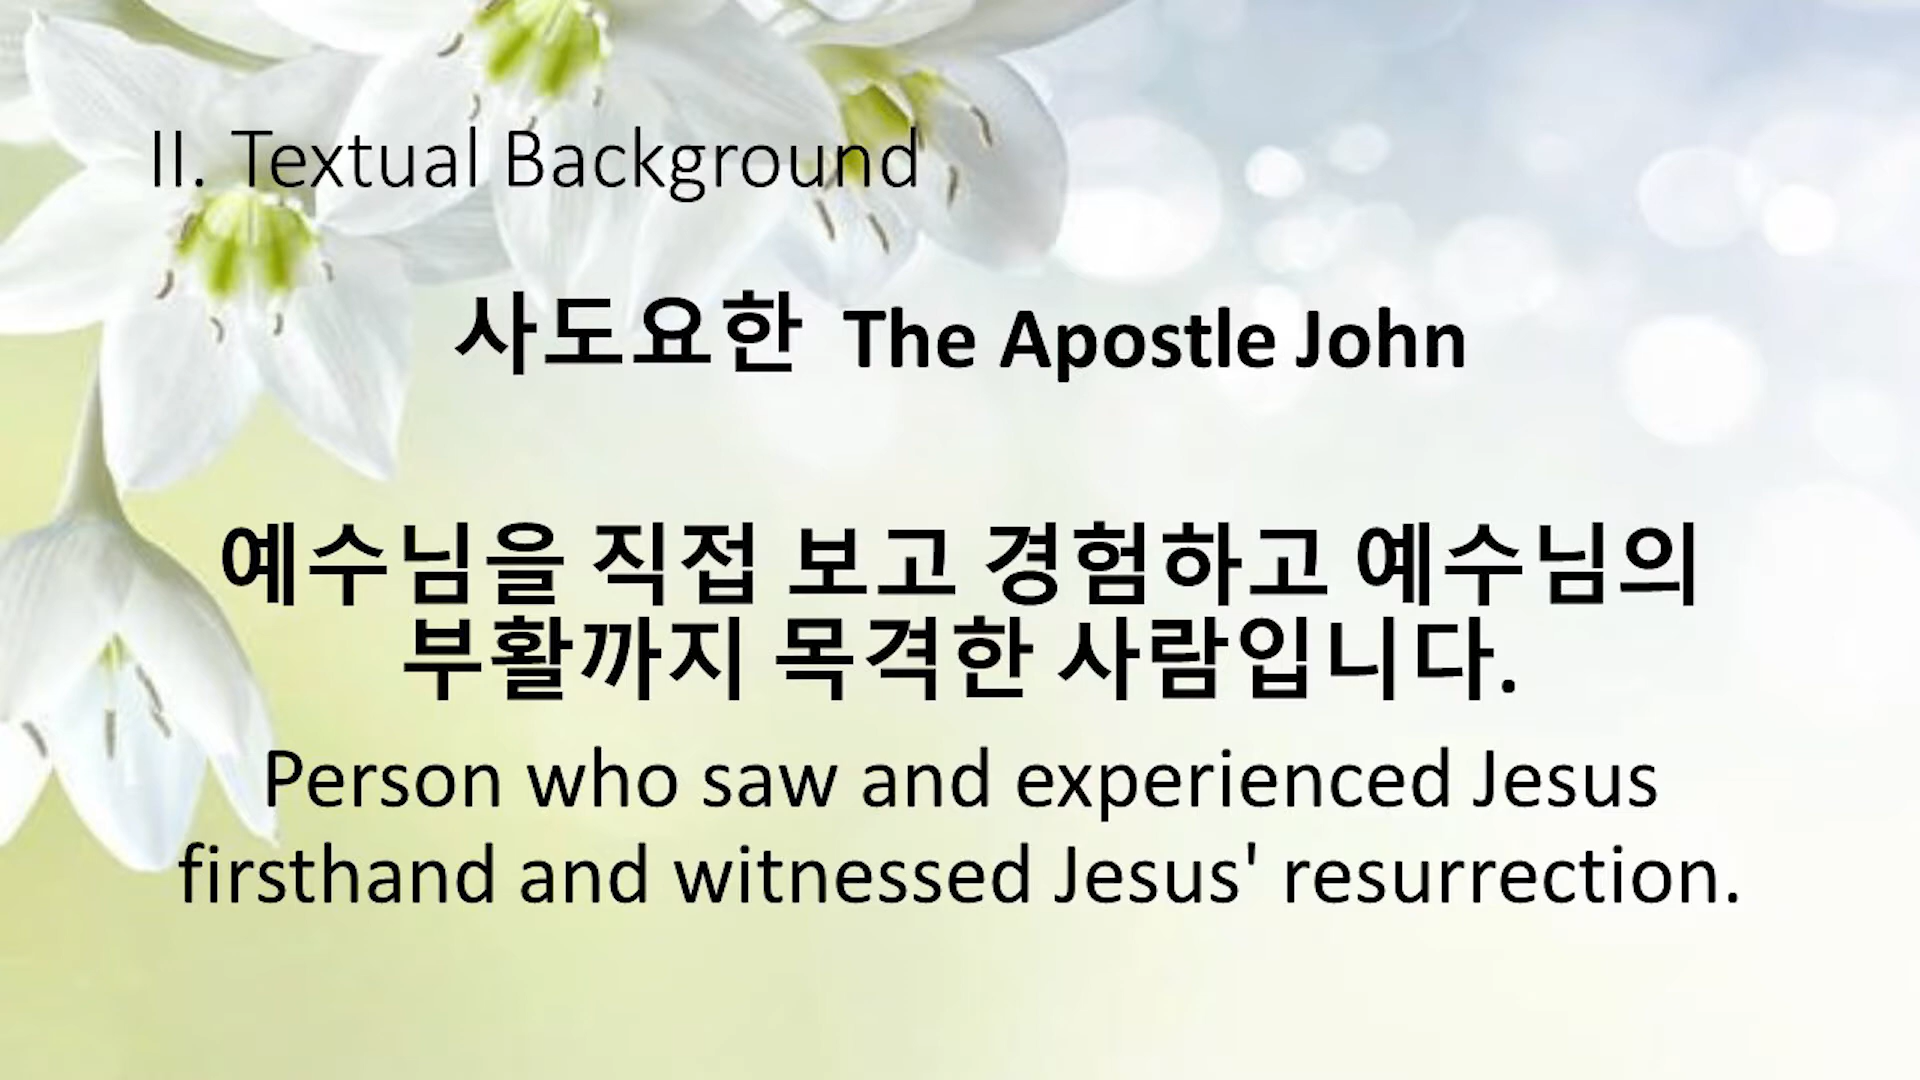 II. Textual Background
사도요한 The Apostle John
예수님을 직접 보고 경험하고 예수님의
부활까지 목격한 사람입니다.
Person who saw and experienced Jesus
firsthand and witnessed Jesus' resurrection.